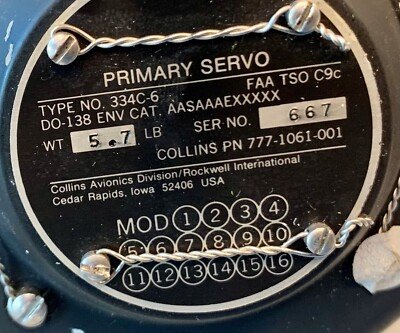 PRIMARY SERVO
TYPE NO. 334C-6 FAA TSO C9c
DO-138 ENV CAT. AASAAAEXXXXX
WT 5.7 LB SER NO. 667
COLLINS PN 777-1061-001
Collins Avionics Division/Rockwell International
Cedar Rapids, Iowa 52406 USA
MOD 1 2 3 4
5 6 7 8 9 10
11 12 13 14 15 16